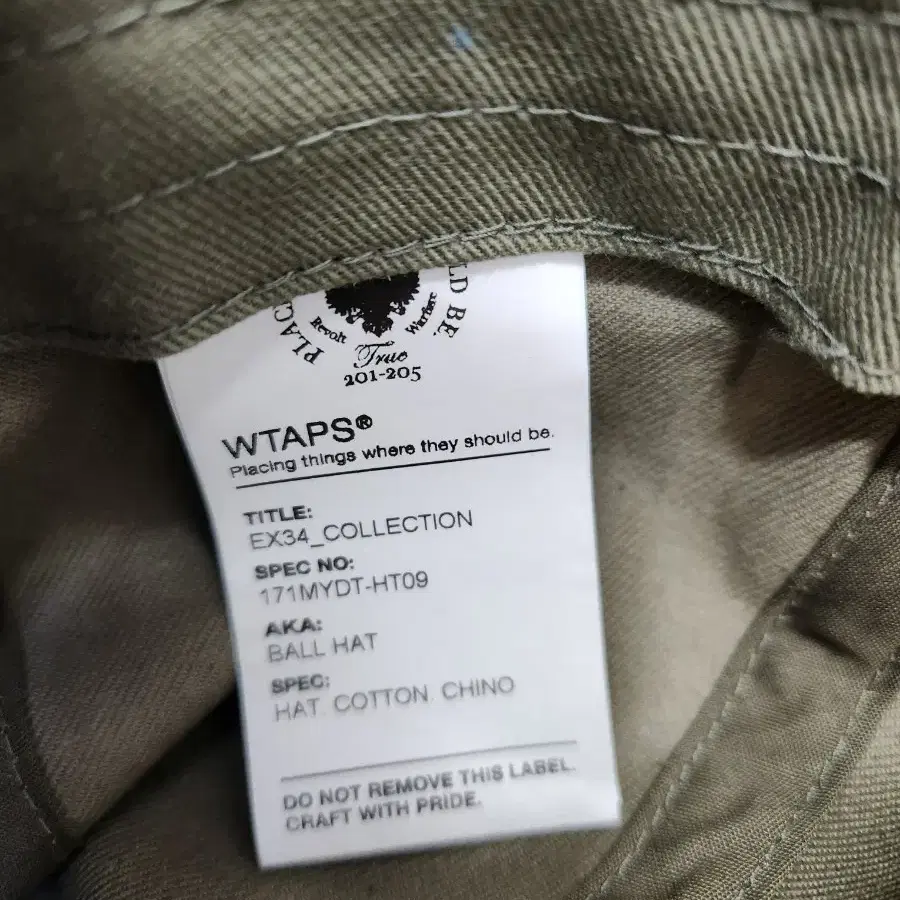 PLAC
LD BE.
Revolt
Warfare
True
201-205
WTAPS®
Placing things where they should be.
TITLE:
EX34_COLLECTION
SPEC NO:
171MYDT-HT09
AKA:
BALL HAT
SPEC:
HAT. COTTON. CHINO
DO NOT REMOVE THIS LABEL.
CRAFT WITH PRIDE.